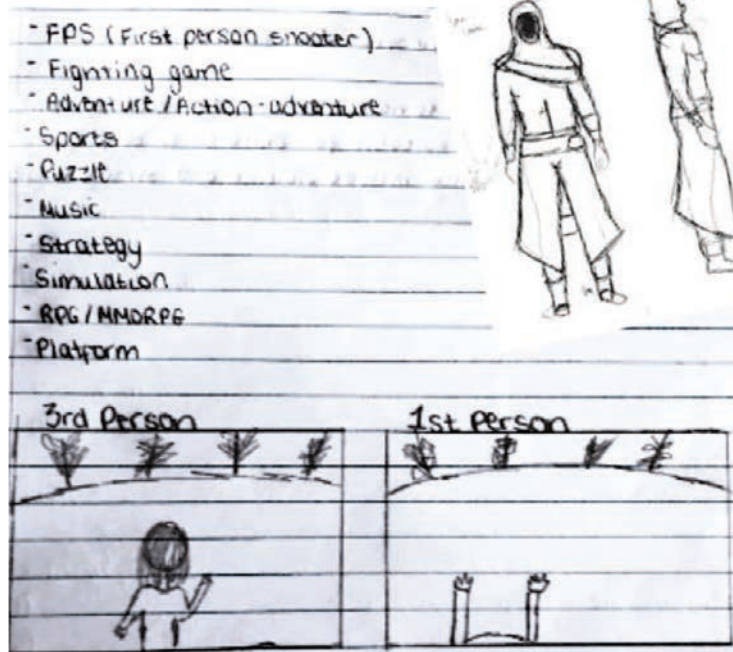 - FPS (First person shooter)
- Fighting game
- Adventure / Action-adventure
- Sports
- Puzzle
- Music
- Strategy
- Simulation
- RPG / MMORPG
- Platform
3rd Person
1st Person